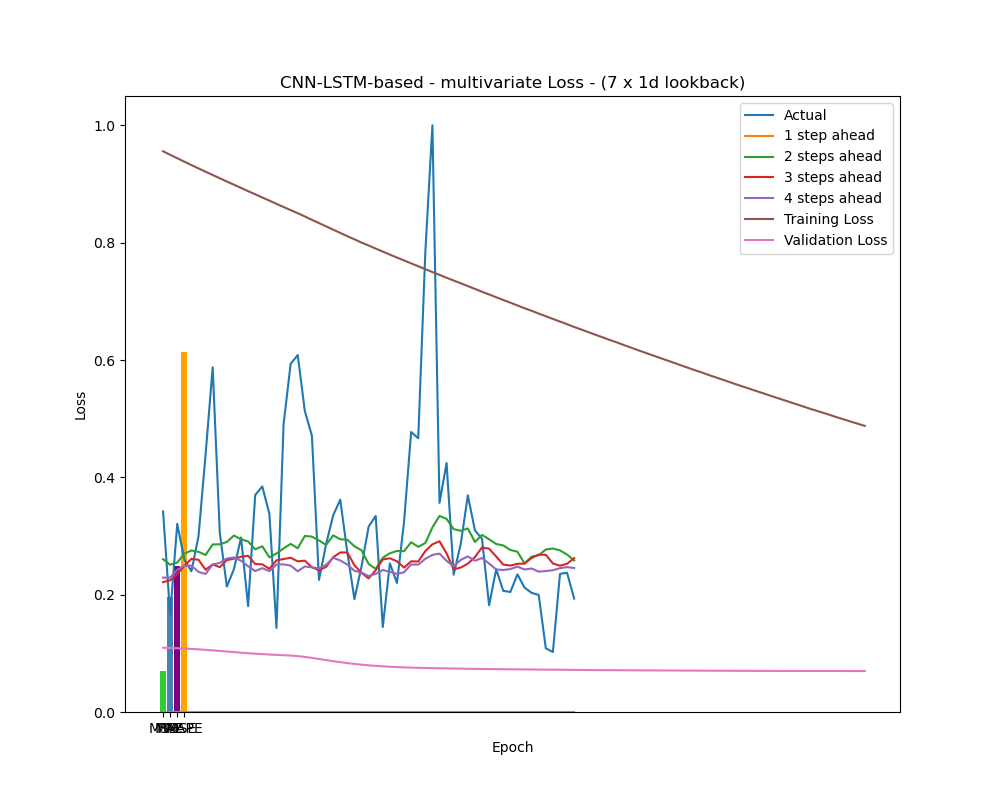 CNN-LSTM-based - multivariate Loss - (7 x 1d lookback)
Actual
1 step ahead
2 steps ahead
3 steps ahead
4 steps ahead
Training Loss
Validation Loss
1.0
0.8
0.6
0.4
0.2
0.0
Loss
Epoch